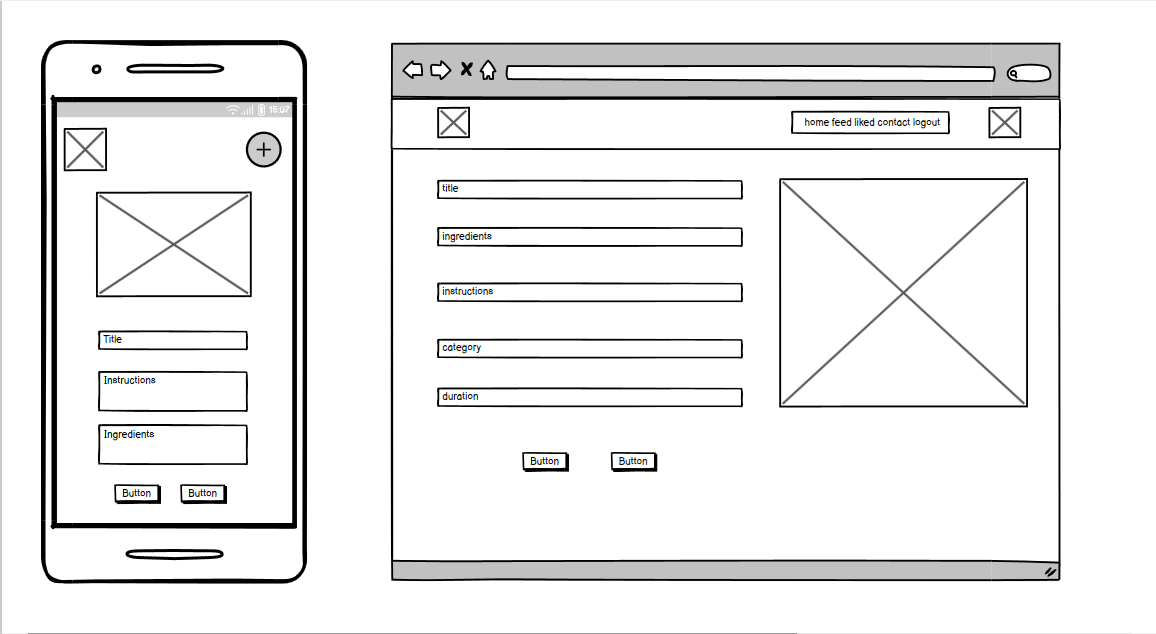 15:07
Title
Instructions
Ingredients
Button Button
home feed liked contact logout
title
ingredients
instructions
category
duration
Button Button